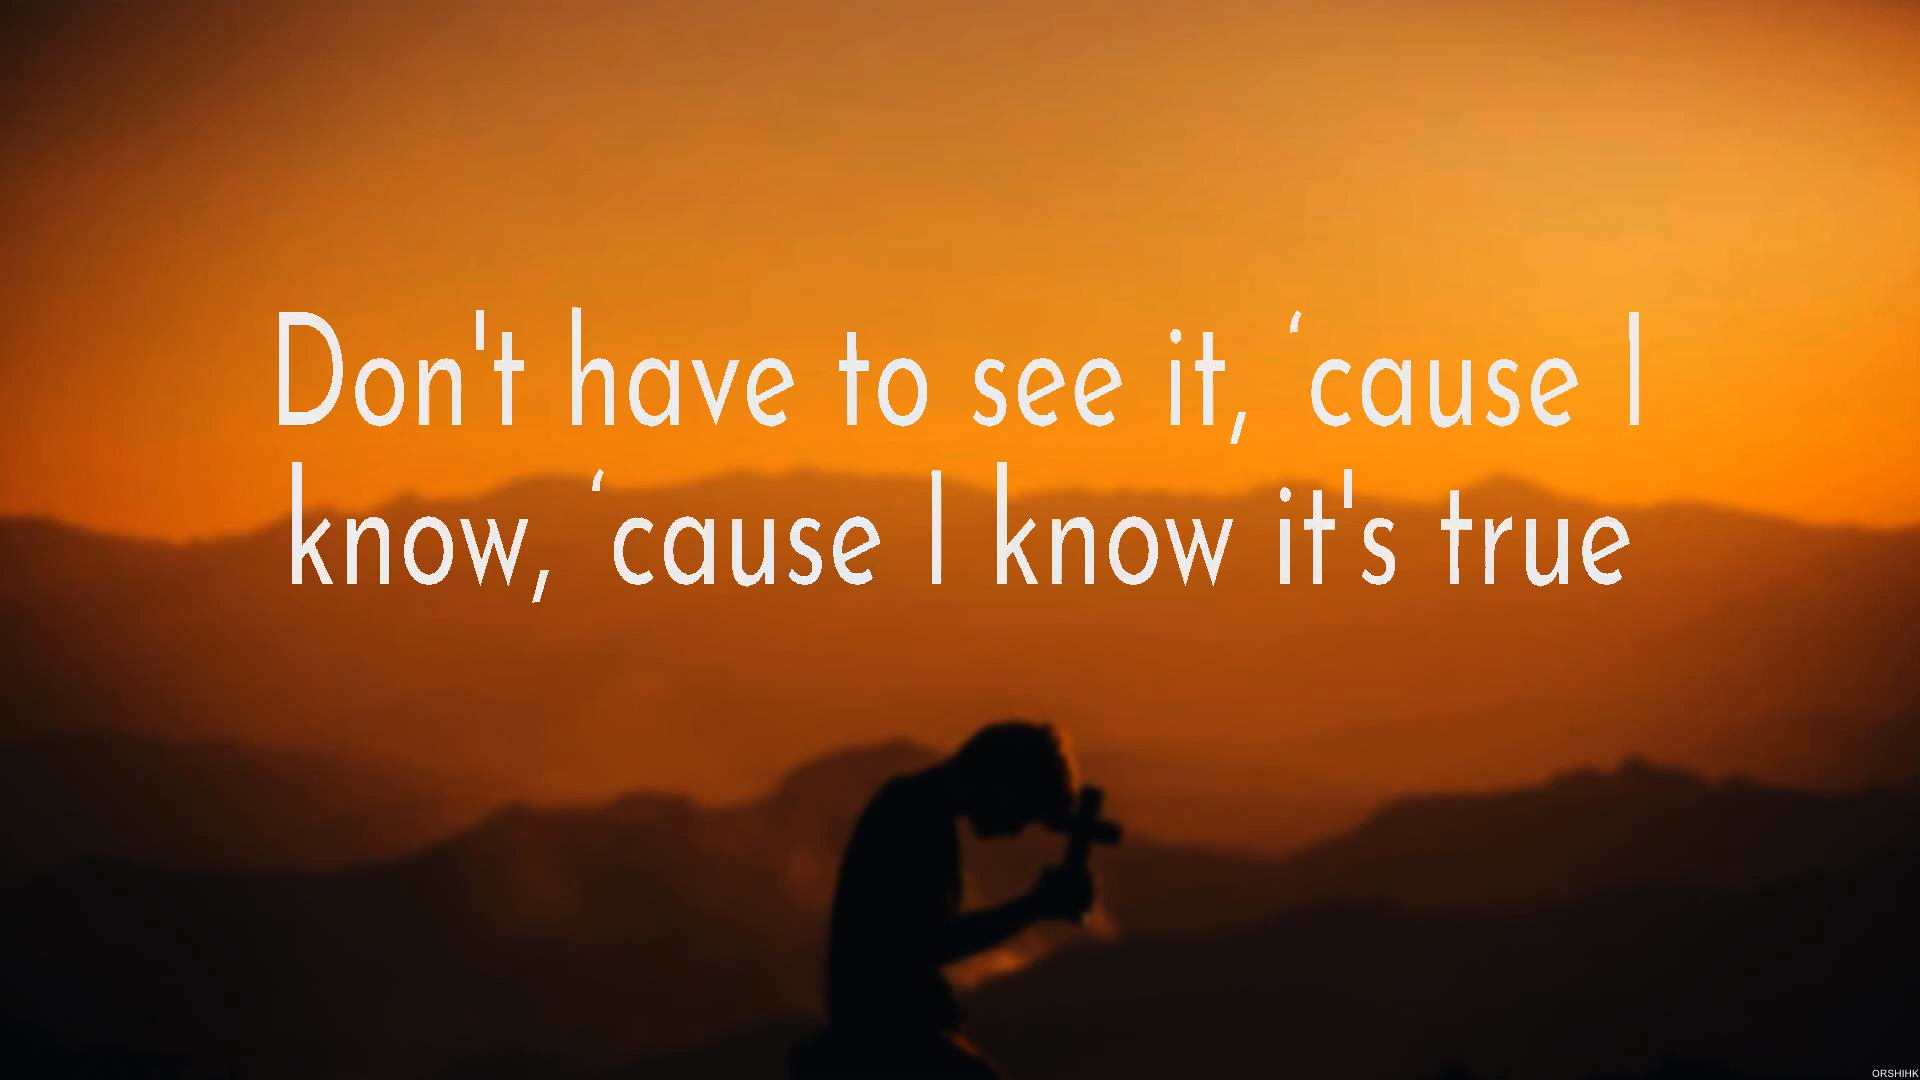 Don't have to see it, ‘cause I
know, ‘cause I know it's true
ORSHIHK